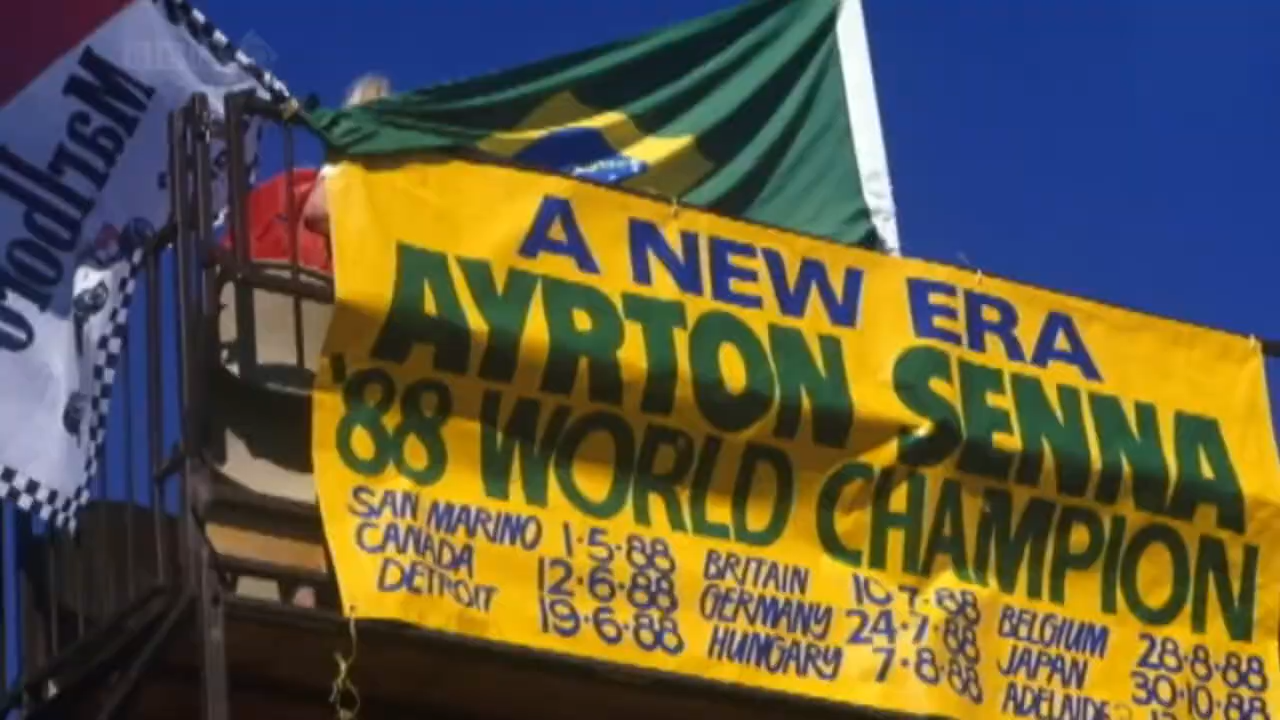 Marlboro
A NEW ERA
AYRTON SENNA
'88 WORLD CHAMPION
SAN MARINO 1·5·88
CANADA 12·6·88
DETROIT 19·6·88
BRITAIN 10·7·88
GERMANY 24·7·88
HUNGARY 7·8·88
BELGIUM 28·8·88
JAPAN 30·10·88
ADELAIDE